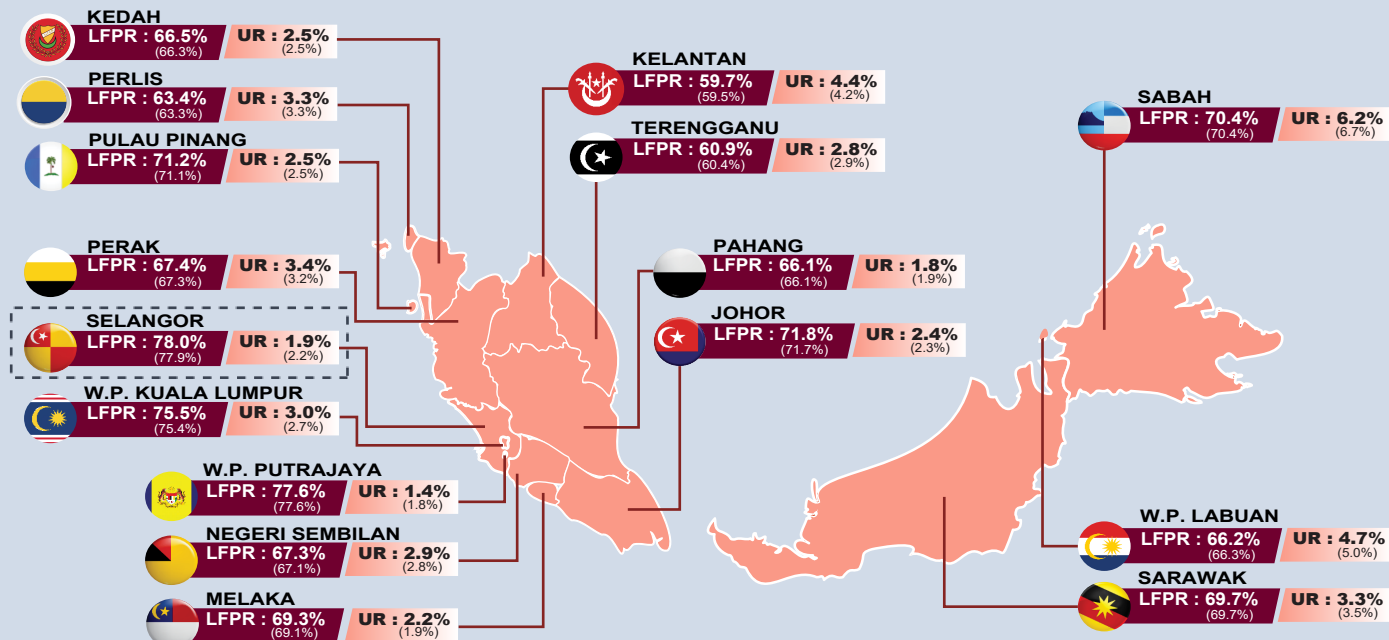 KEDAH
LFPR : 66.5% UR : 2.5%
(66.3%) (2.5%)
PERLIS
LFPR : 63.4% UR : 3.3%
(63.3%) (3.3%)
PULAU PINANG
LFPR : 71.2% UR : 2.5%
(71.1%) (2.5%)
PERAK
LFPR : 67.4% UR : 3.4%
(67.3%) (3.2%)
SELANGOR
LFPR : 78.0% UR : 1.9%
(77.9%) (2.2%)
W.P. KUALA LUMPUR
LFPR : 75.5% UR : 3.0%
(75.4%) (2.7%)
W.P. PUTRAJAYA
LFPR : 77.6% UR : 1.4%
(77.6%) (1.8%)
NEGERI SEMBILAN
LFPR : 67.3% UR : 2.9%
(67.1%) (2.8%)
MELAKA
LFPR : 69.3% UR : 2.2%
(69.1%) (1.9%)
KELANTAN
LFPR : 59.7% UR : 4.4%
(59.5%) (4.2%)
TERENGGANU
LFPR : 60.9% UR : 2.8%
(60.4%) (2.9%)
PAHANG
LFPR : 66.1% UR : 1.8%
(66.1%) (1.9%)
JOHOR
LFPR : 71.8% UR : 2.4%
(71.7%) (2.3%)
SABAH
LFPR : 70.4% UR : 6.2%
(70.4%) (6.7%)
W.P. LABUAN
LFPR : 66.2% UR : 4.7%
(66.3%) (5.0%)
SARAWAK
LFPR : 69.7% UR : 3.3%
(69.7%) (3.5%)